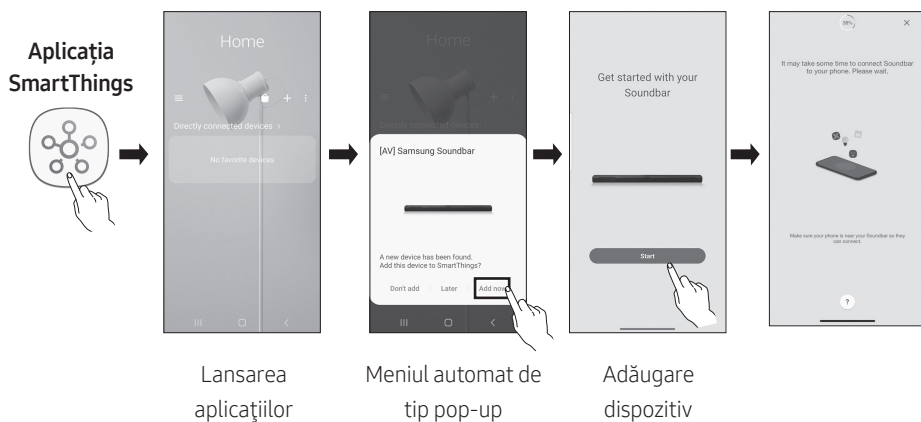 Aplicația
SmartThings
Home
Directly connected devices >
No favorite devices
Lansarea
aplicaţiilor
Home
Directly connected devices >
[AV] Samsung Soundbar
A new device has been found.
Add this device to SmartThings?
Don't add Later Add now
Meniul automat de
tip pop-up
Get started with your
Soundbar
Start
Adăugare
dispozitiv
39%
It may take some time to connect Soundbar
to your phone. Please wait.
Make sure your phone is near your Soundbar so they
can connect.
?